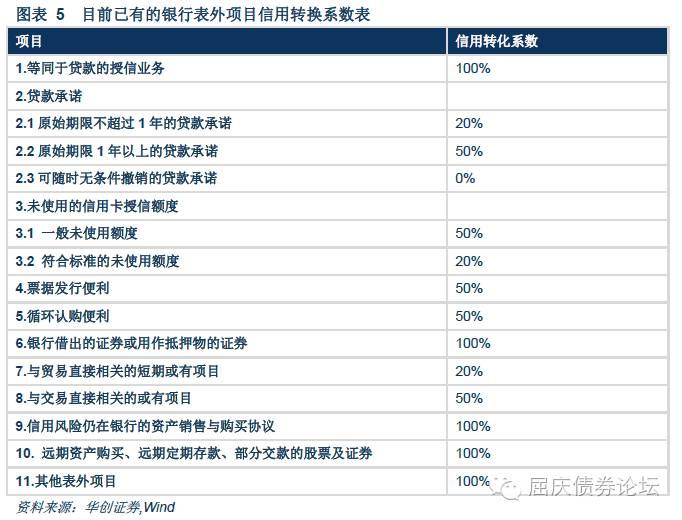 图表 5 目前已有的银行表外项目信用转换系数表
项目 信用转化系数
1.等同于贷款的授信业务 100%
2.贷款承诺
2.1 原始期限不超过 1 年的贷款承诺 20%
2.2 原始期限 1 年以上的贷款承诺 50%
2.3 可随时无条件撤销的贷款承诺 0%
3.未使用的信用卡授信额度
3.1 一般未使用额度 50%
3.2 符合标准的未使用额度 20%
4.票据发行便利 50%
5.循环认购便利 50%
6.银行借出的证券或用作抵押物的证券 100%
7.与贸易直接相关的短期或有项目 20%
8.与交易直接相关的或有项目 50%
9.信用风险仍在银行的资产销售与购买协议 100%
10. 远期资产购买、远期定期存款、部分交款的股票及证券 100%
11.其他表外项目 100%
屈庆债券论坛
资料来源：华创证券,Wind